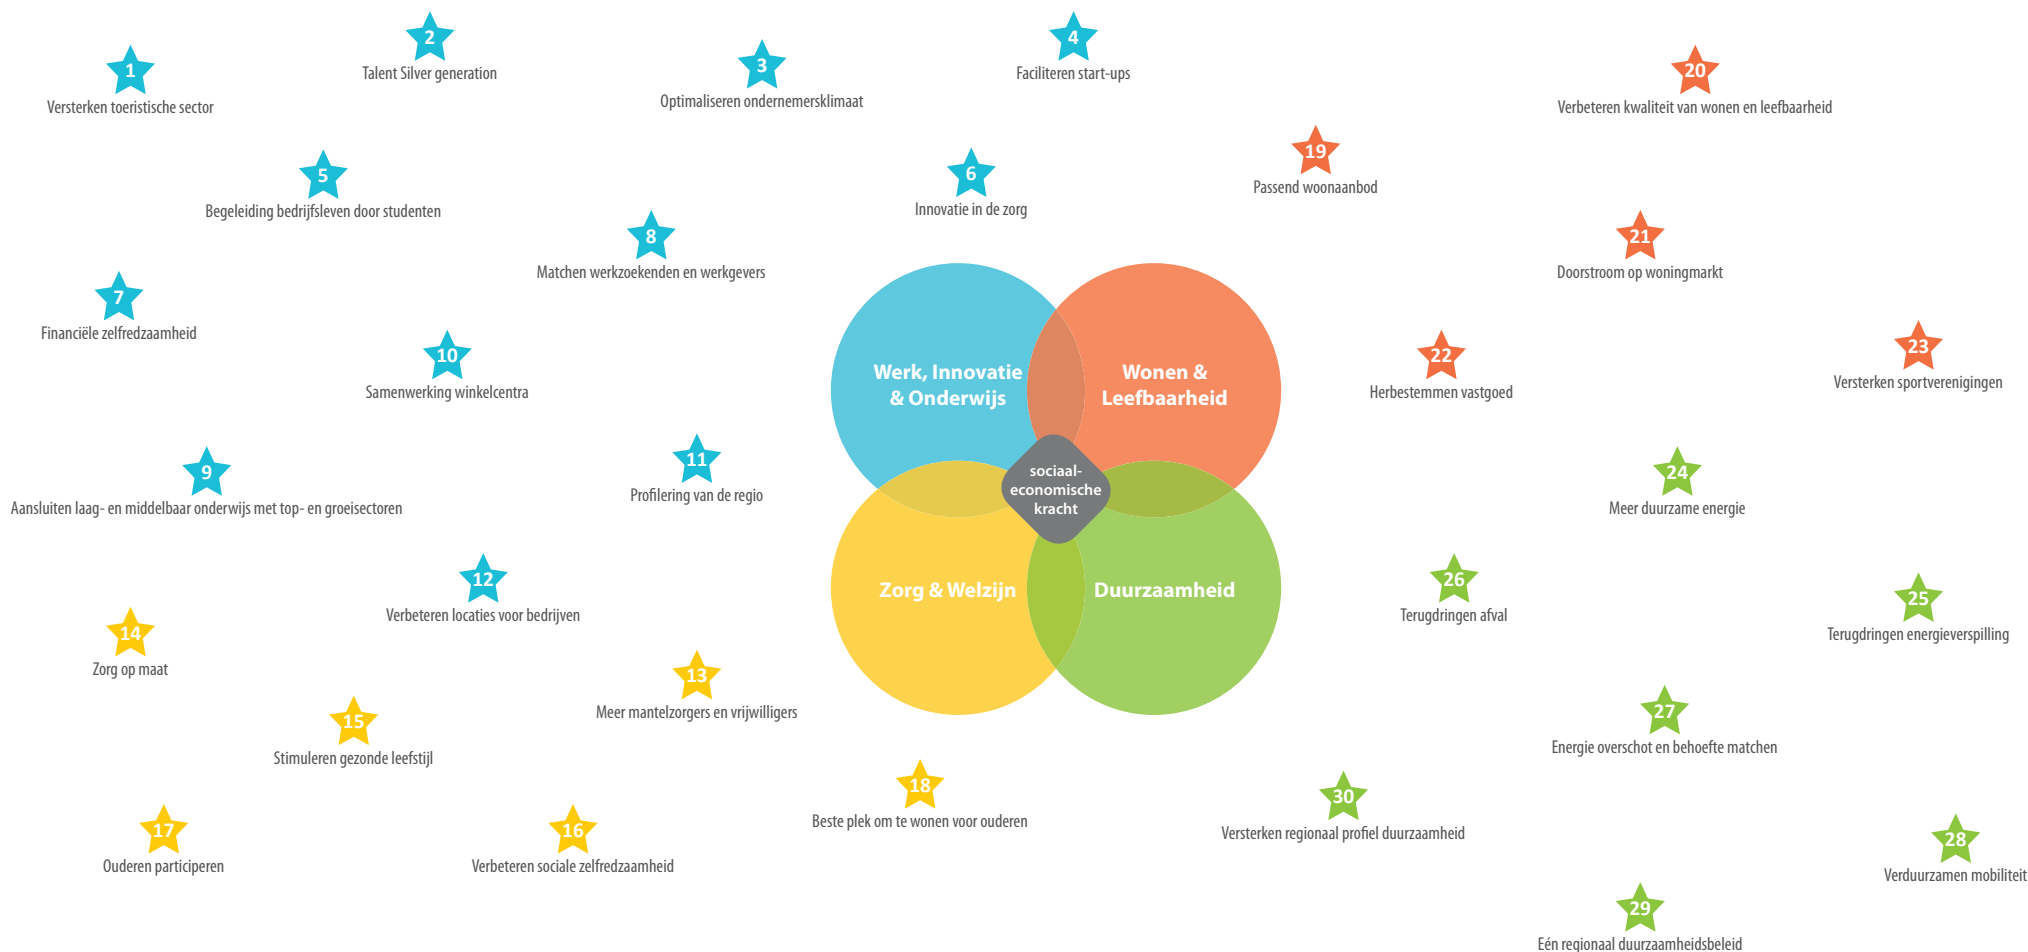 1
Versterken toeristische sector
2
Talent Silver generation
3
Optimaliseren ondernemersklimaat
4
Faciliteren start-ups
5
Begeleiding bedrijfsleven door studenten
6
Innovatie in de zorg
7
Financiële zelfredzaamheid
8
Matchen werkzoekenden en werkgevers
10
Samenwerking winkelcentra
9
Aansluiten laag- en middelbaar onderwijs met top- en groeisectoren
11
Profilering van de regio
12
Verbeteren locaties voor bedrijven
14
Zorg op maat
13
Meer mantelzorgers en vrijwilligers
15
Stimuleren gezonde leefstijl
17
Ouderen participeren
16
Verbeteren sociale zelfredzaamheid
18
Beste plek om te wonen voor ouderen
Werk, Innovatie
& Onderwijs
Wonen &
Leefbaarheid
sociaal-
economische
kracht
Zorg & Welzijn
Duurzaamheid
20
Verbeteren kwaliteit van wonen en leefbaarheid
19
Passend woonaanbod
21
Doorstroom op woningmarkt
22
Herbestemmen vastgoed
23
Versterken sportverenigingen
24
Meer duurzame energie
26
Terugdringen afval
25
Terugdringen energieverspilling
27
Energie overschot en behoefte matchen
30
Versterken regionaal profiel duurzaamheid
28
Verduurzamen mobiliteit
29
Eén regionaal duurzaamheidsbeleid